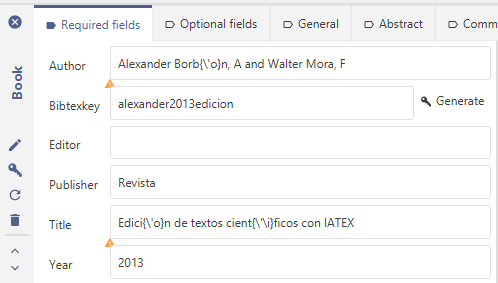 Required fields
Optional fields
General
Abstract
Comm
Book
Author
Alexander Borb{\'o}n, A and Walter Mora, F
Bibtexkey
alexander2013edicion
Generate
Editor
Publisher
Revista
Title
Edici{\'o}n de textos cient{\'\i}ficos con lATEX
Year
2013